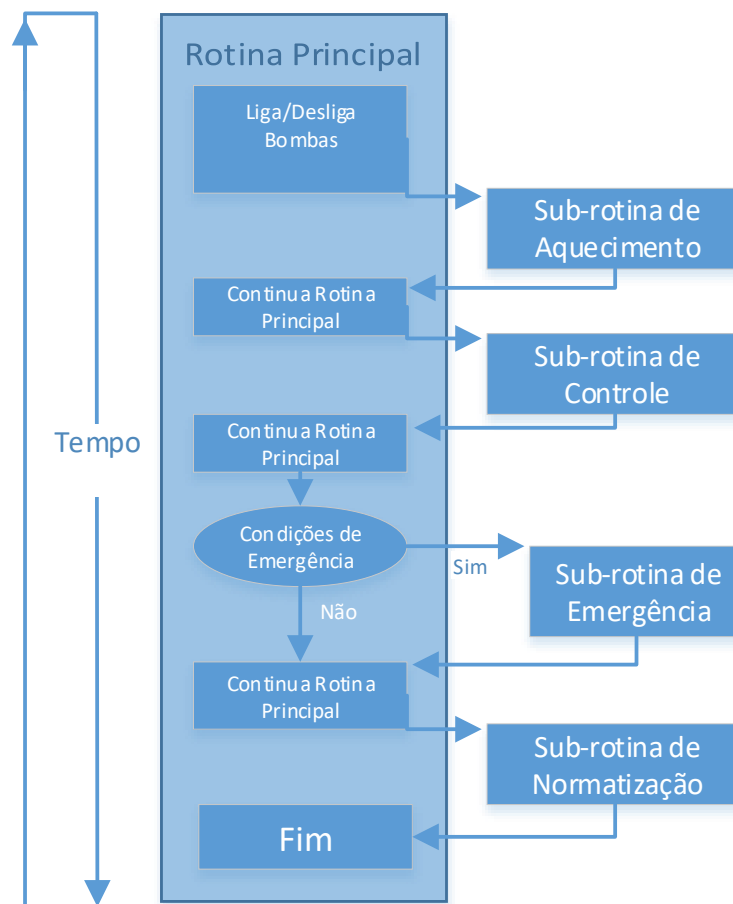 Rotina Principal
Liga/Desliga
Bombas
Sub-rotina de
Aquecimento
Continua Rotina
Principal
Sub-rotina de
Controle
Continua Rotina
Principal
Tempo
Condições de
Emergência
Sim
Sub-rotina de
Emergência
Não
Continua Rotina
Principal
Sub-rotina de
Normatização
Fim